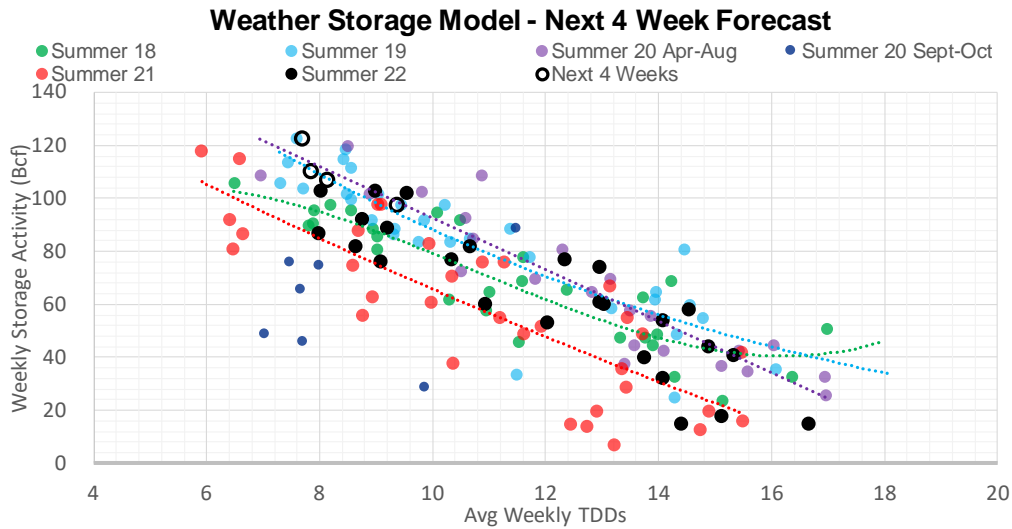 Weather Storage Model - Next 4 Week Forecast
Summer 18 Summer 19 Summer 20 Apr-Aug Summer 20 Sept-Oct
Summer 21 Summer 22 Next 4 Weeks
Weekly Storage Activity (Bcf)
140
120
100
80
60
40
20
0
4 6 8 10 12 14 16 18 20
Avg Weekly TDDs